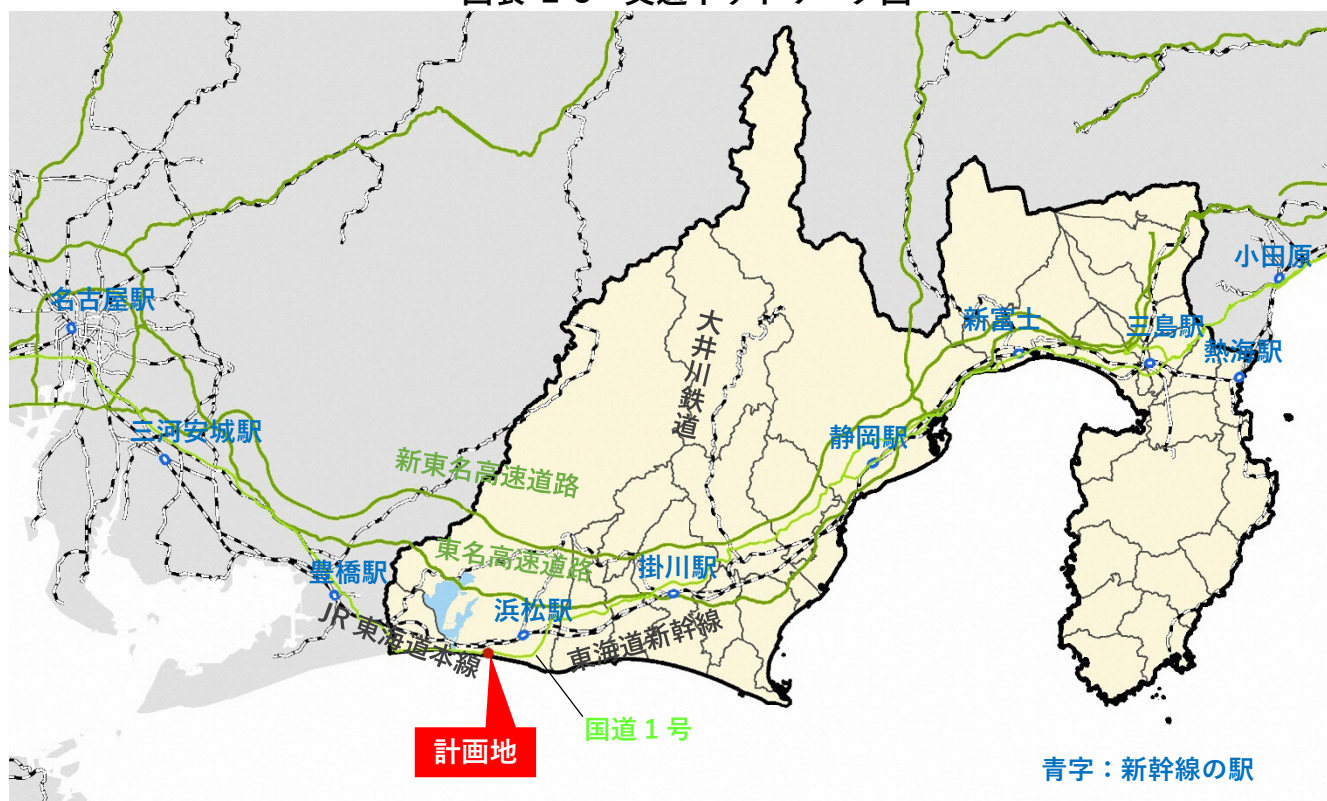 小田原
名古屋駅
新富士
三島駅
熱海駅
大井川鉄道
三河安城駅
静岡駅
新東名高速道路
東名高速道路
豊橋駅
掛川駅
浜松駅
JR 東海道本線
東海道新幹線
国道 1 号
計画地
青字：新幹線の駅